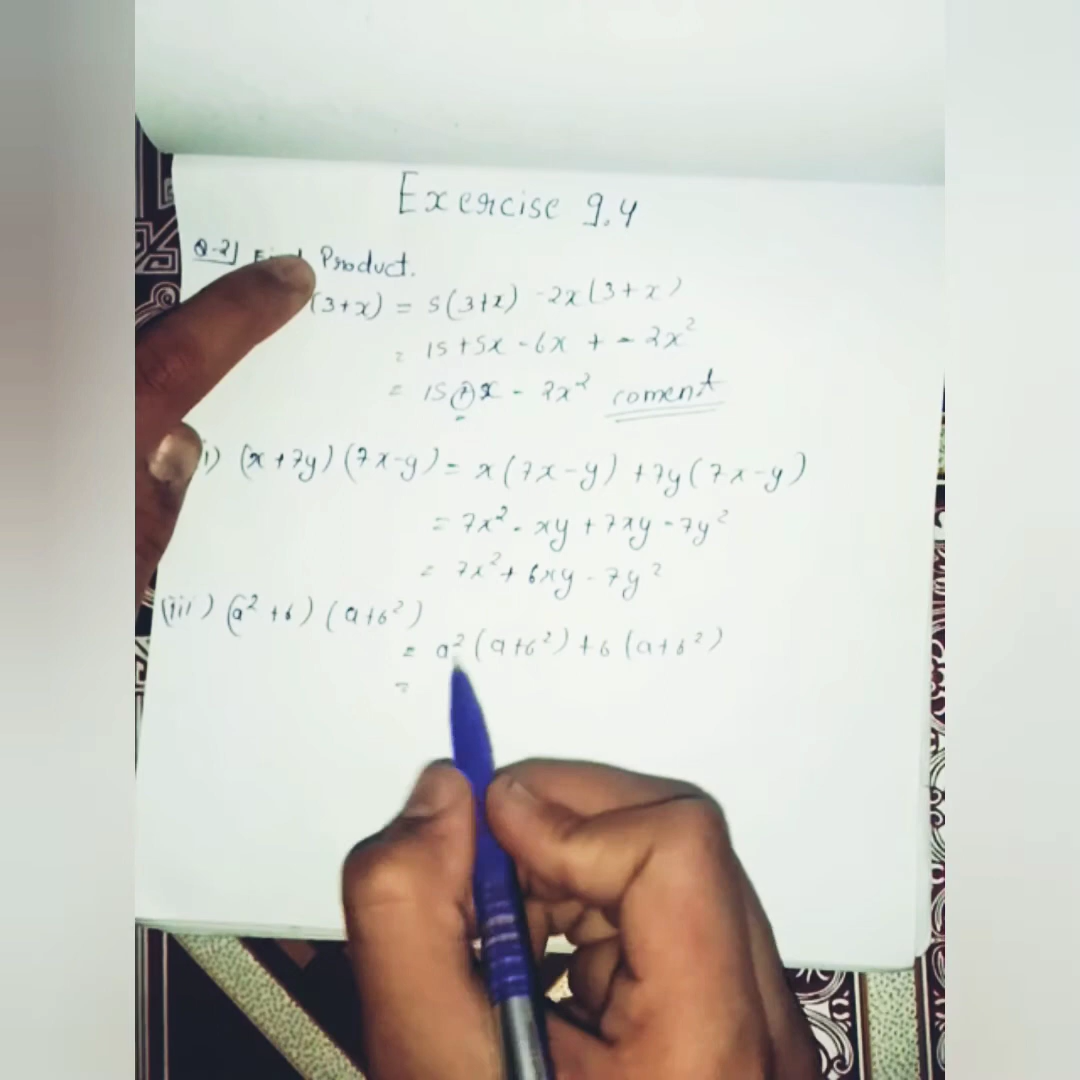 Exercise 9.4
Q-2] Product.
(3+x) = 5(3+x) -2x(3+x)
= 15+5x-6x + - 2x²
= 15 x - 2x² coment
i) (x+7y)(7x-y) = x(7x-y) +7y(7x-y)
= 7x² - xy + 7xy - 7y²
= 7x² + 6xy - 7y²
(iii) (a²+b) (a+b²)
= a²(a+b²) + b(a+b²)
=